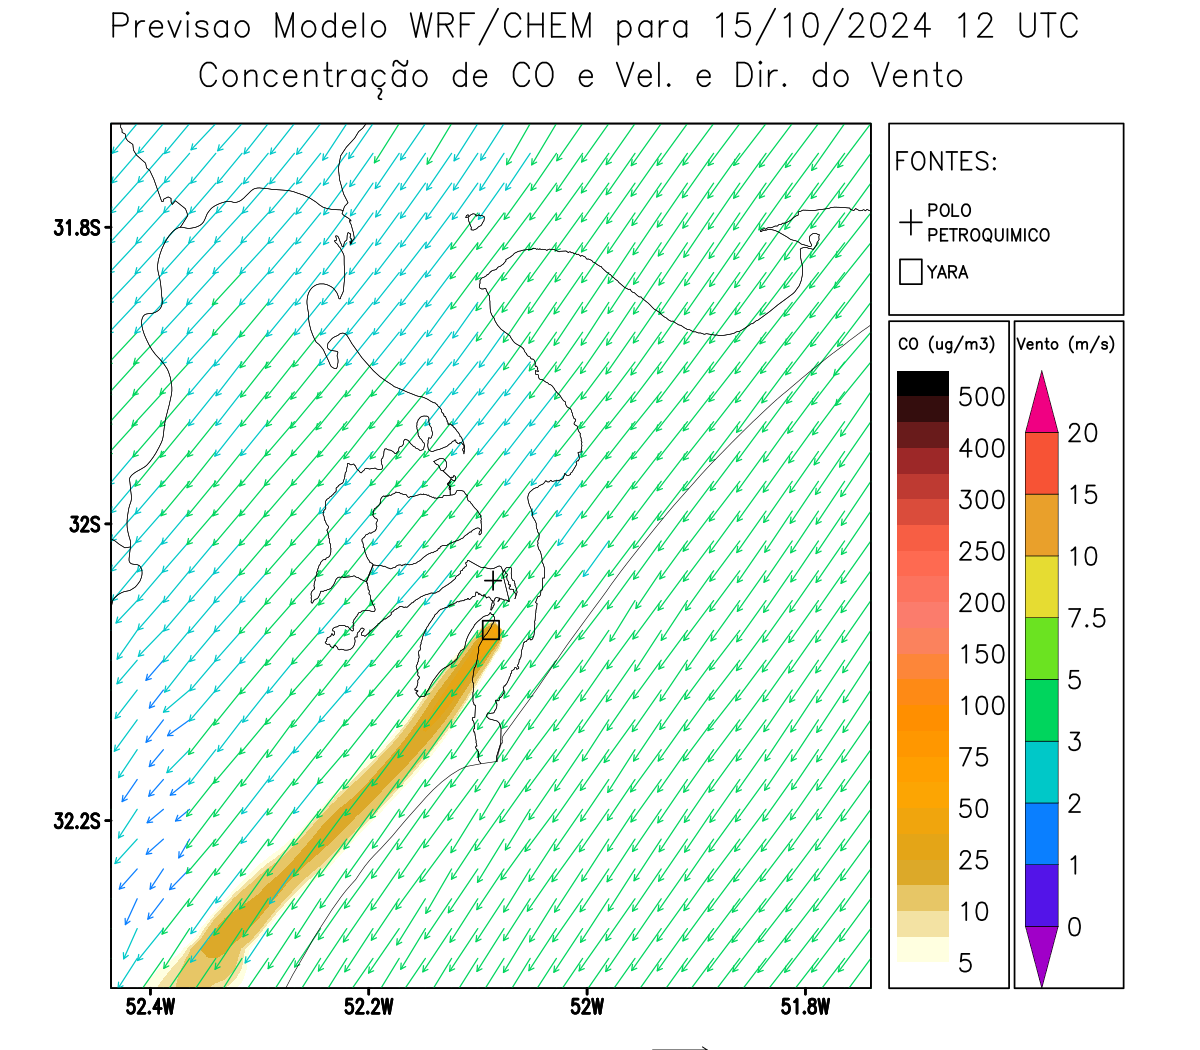 Previsao Modelo WRF/CHEM para 15/10/2024 12 UTC
Concentração de CO e Vel. e Dir. do Vento
FONTES:
POLO
PETROQUIMICO
YARA
CO (ug/m3)
500
400
300
250
200
150
100
75
50
25
10
5
Vento (m/s)
20
15
10
7.5
5
3
2
1
0
31.8S
32S
32.2S
52.4W
52.2W
52W
51.8W